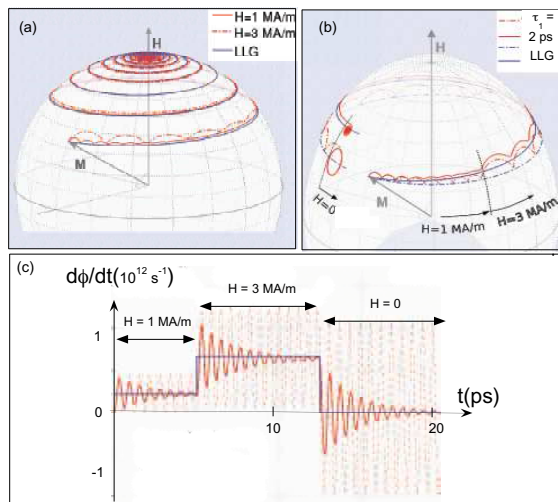 (a)
H
H=1 MA/m
H=3 MA/m
LLG
M
(b)
H
τ₁ =
2 ps
LLG
M
H=0
H=1 MA/m
H=3 MA/m
(c)
dφ/dt(10¹² s⁻¹)
H = 3 MA/m
H = 1 MA/m
H = 0
1
t(ps)
0
10
20
-1